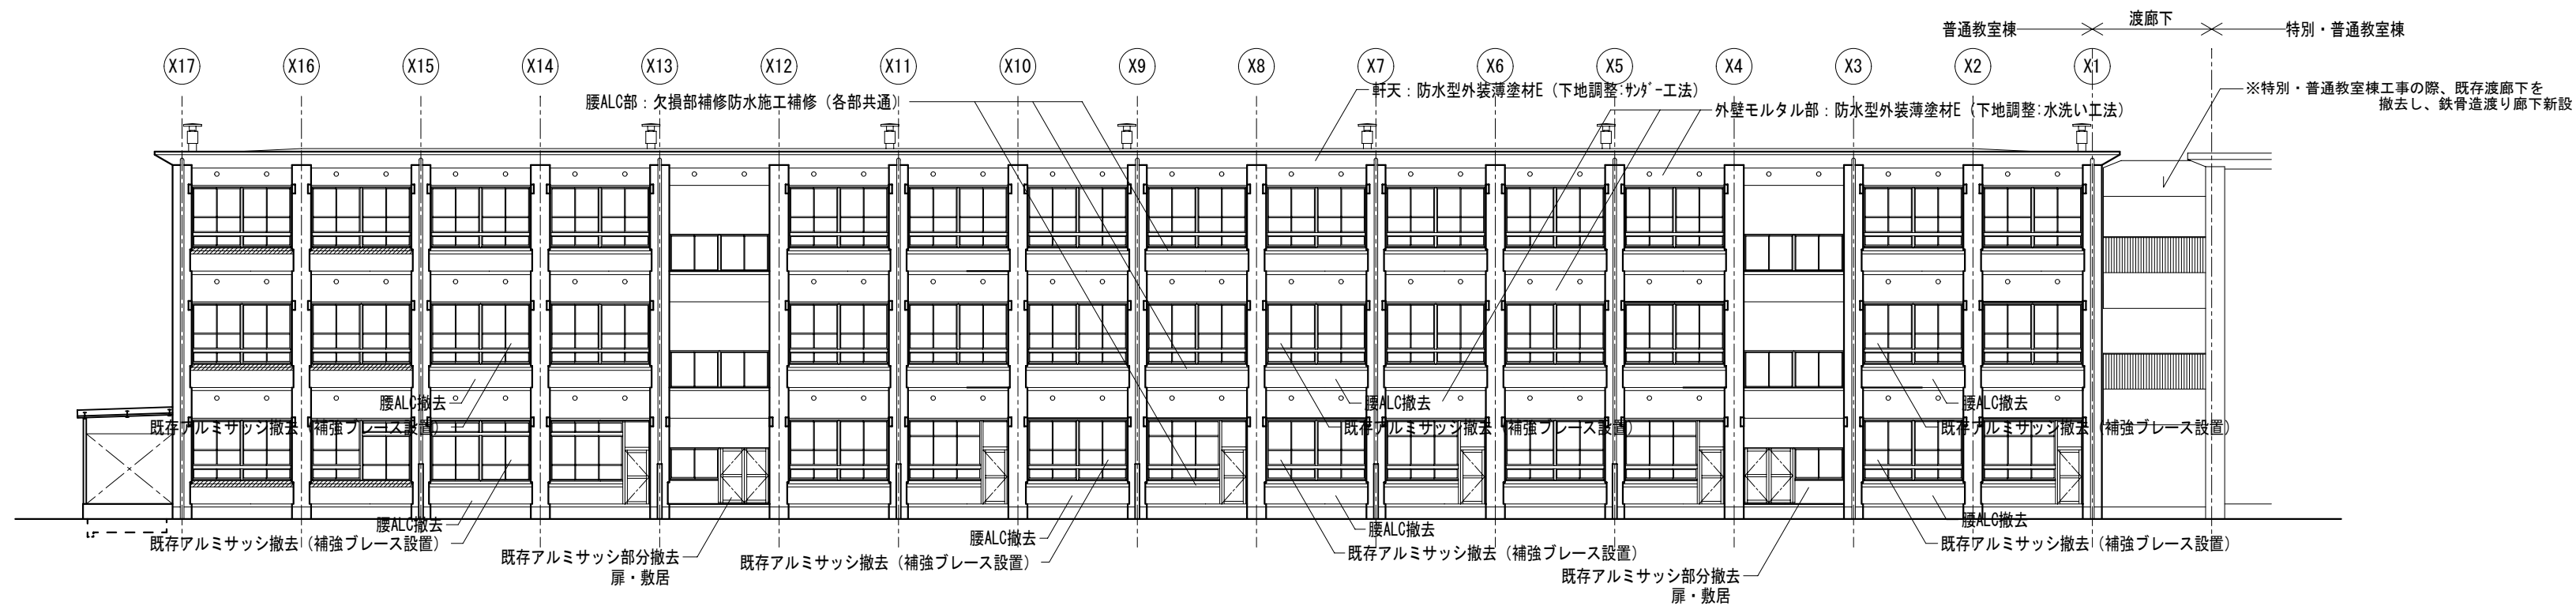 渡廊下
普通教室棟
特別・普通教室棟
X17
X16
X15
X14
X13
X12
X11
X10
X9
X8
X7
X6
X5
X4
X3
X2
X1
腰ALC部：欠損部補修防水施工補修（各部共通）
軒天：防水型外装薄塗材E（下地調整:ｻﾝﾀﾞｰ工法）
外壁モルタル部：防水型外装薄塗材E（下地調整:水洗い工法）
※特別・普通教室棟工事の際、既存渡廊下を
撤去し、鉄骨造渡り廊下新設
腰ALC撤去
既存アルミサッシ撤去（補強ブレース設置）
腰ALC撤去
既存アルミサッシ撤去（補強ブレース設置）
腰ALC撤去
既存アルミサッシ撤去（補強ブレース設置）
腰ALC撤去
既存アルミサッシ撤去（補強ブレース設置）
既存アルミサッシ部分撤去
扉・敷居
腰ALC撤去
既存アルミサッシ撤去（補強ブレース設置）
腰ALC撤去
既存アルミサッシ撤去（補強ブレース設置）
既存アルミサッシ部分撤去
扉・敷居
腰ALC撤去
既存アルミサッシ撤去（補強ブレース設置）